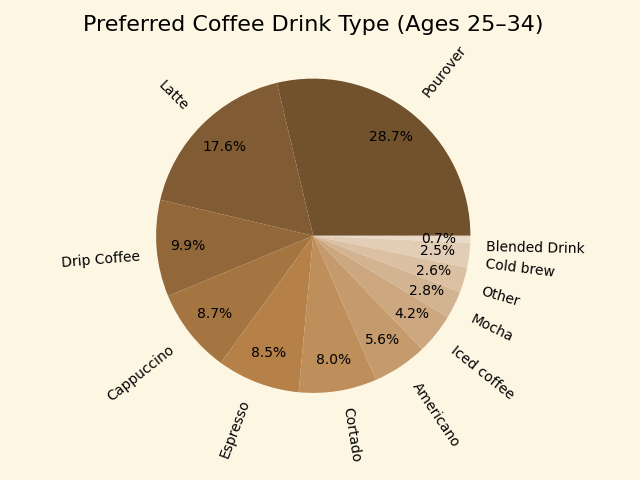 Preferred Coffee Drink Type (Ages 25–34)
Pourover
28.7%
Latte
17.6%
Drip Coffee
9.9%
Cappuccino
8.7%
Espresso
8.5%
Cortado
8.0%
Americano
5.6%
Iced coffee
4.2%
Mocha
2.8%
Other
2.6%
Cold brew
2.5%
Blended Drink
0.7%